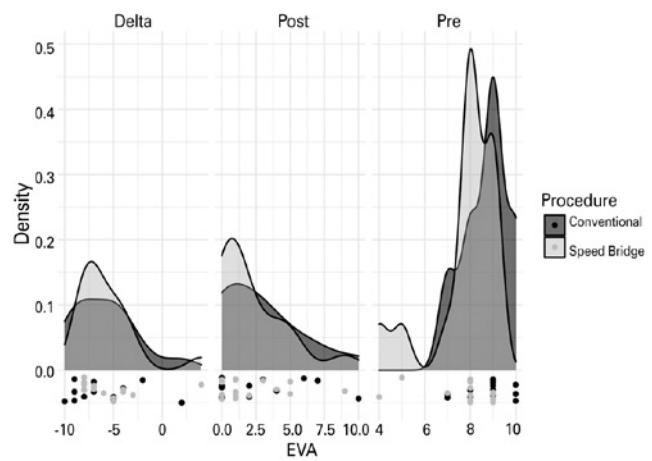 Delta Post Pre
0.5
0.4
0.3
0.2
0.1
0.0
Density
-10 -5 0 0.0 2.5 5.0 7.5 10.0 4 6 8 10
EVA
Procedure
Conventional
Speed Bridge